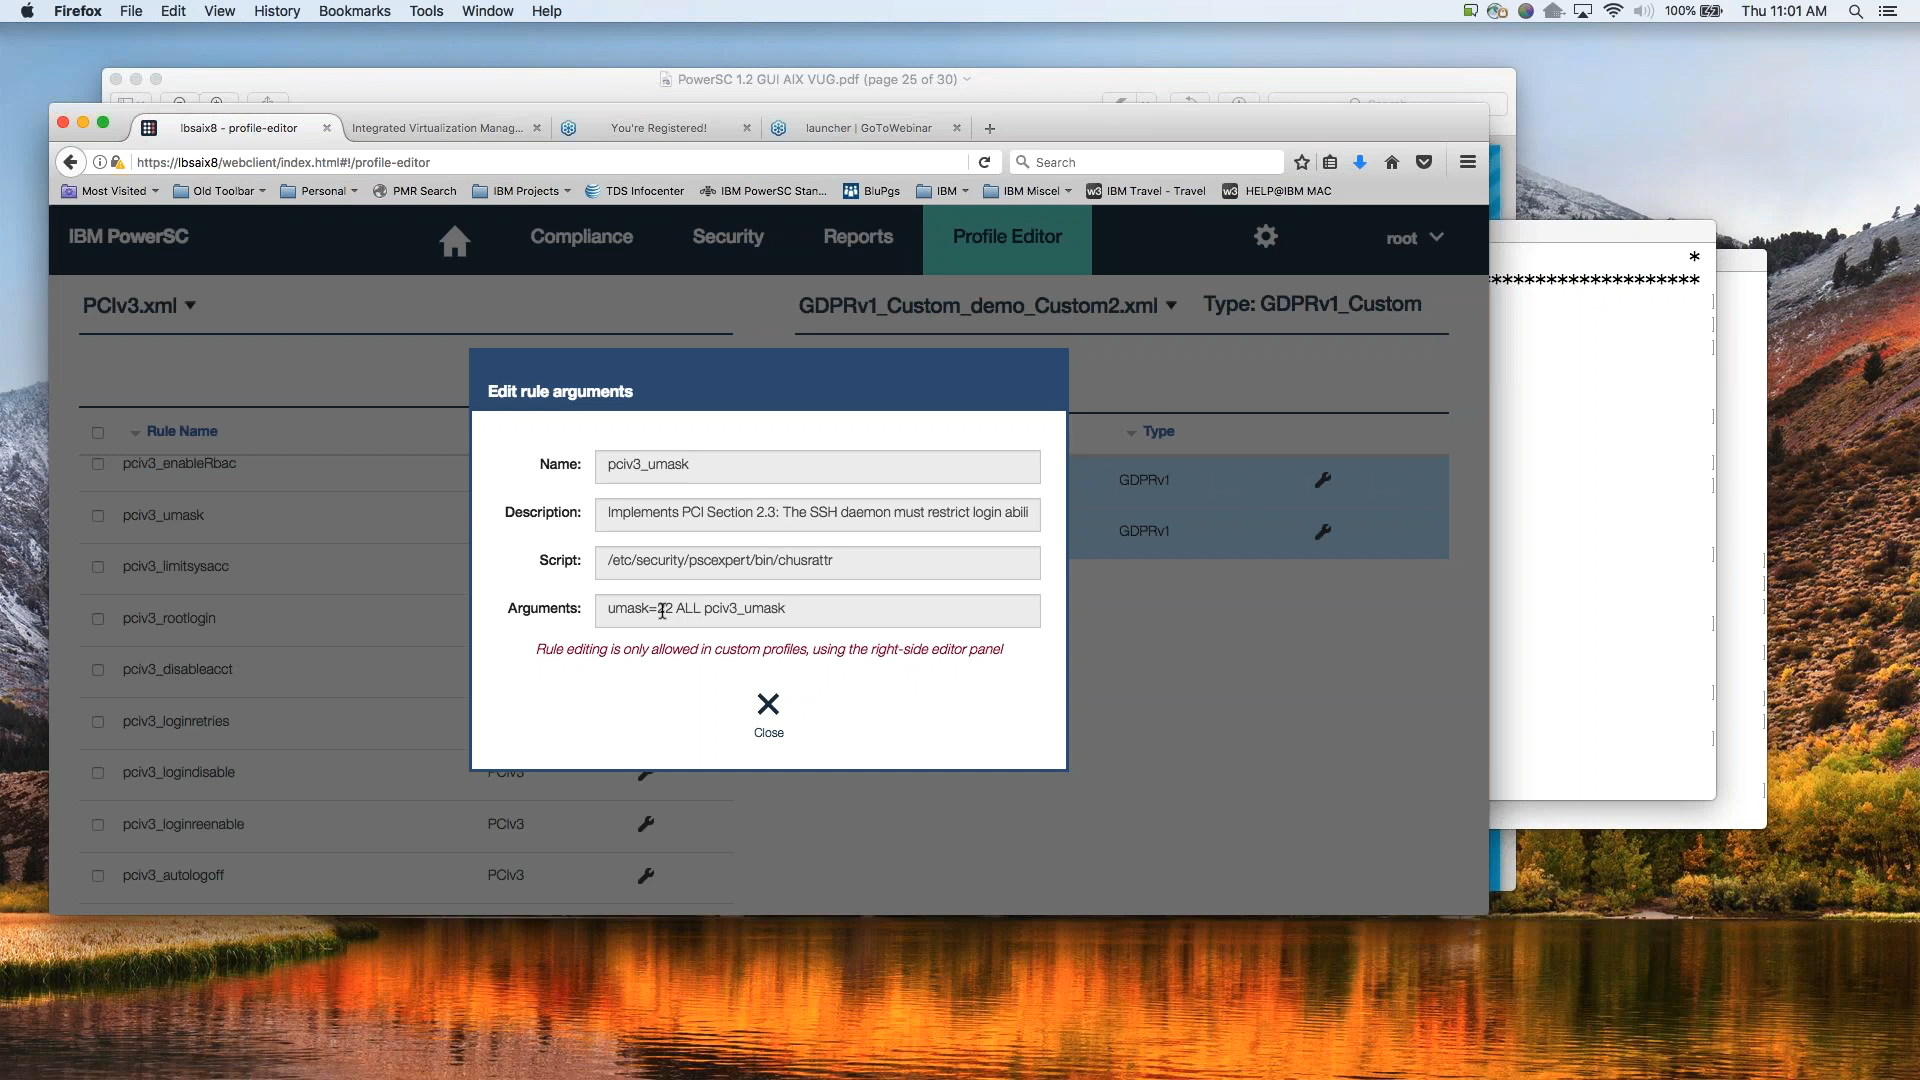 Firefox File Edit View History Bookmarks Tools Window Help
100% Thu 11:01 AM
PowerSC 1.2 GUI AIX VUG.pdf (page 25 of 30)
lbsaix8 - profile-editor
Integrated Virtualization Manag...
You're Registered!
launcher | GoToWebinar
https://lbsaix8/webclient/index.html#!/profile-editor
Search
Most Visited Old Toolbar Personal PMR Search IBM Projects TDS Infocenter IBM PowerSC Stan... BluPgs IBM IBM Miscel w3 IBM Travel - Travel w3 HELP@IBM MAC
IBM PowerSC Compliance Security Reports Profile Editor root
*
*******************
PCIv3.xml
GDPRv1_Custom_demo_Custom2.xml Type: GDPRv1_Custom
Edit rule arguments
Rule Name
Type
pciv3_enableRbac
GDPRv1
pciv3_umask
GDPRv1
pciv3_limitsysacc
pciv3_rootlogin
pciv3_disableacct
pciv3_loginretries
pciv3_logindisable PCIv3
pciv3_loginreenable PCIv3
pciv3_autologoff PCIv3
Name: pciv3_umask
Description: Implements PCI Section 2.3: The SSH daemon must restrict login abili
Script: /etc/security/pscexpert/bin/chusrattr
Arguments: umask=22 ALL pciv3_umask
Rule editing is only allowed in custom profiles, using the right-side editor panel
Close